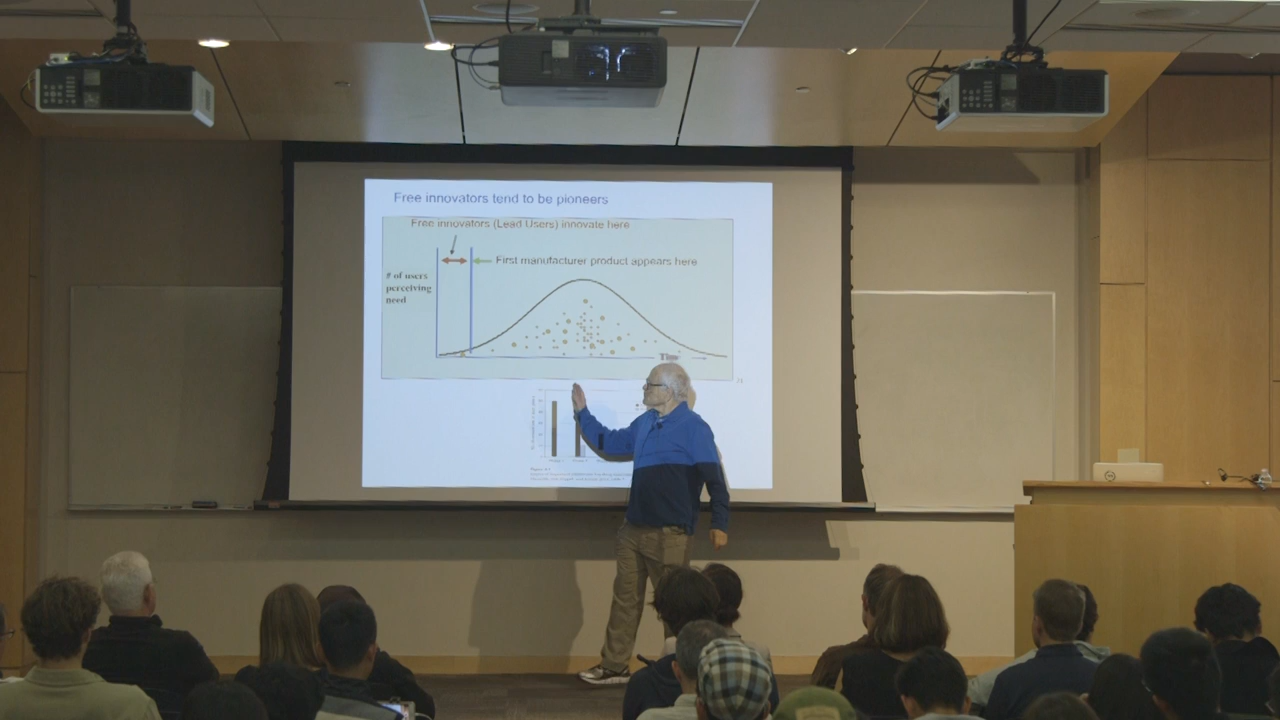 Free innovators tend to be pioneers
Free innovators (Lead Users) innovate here
First manufacturer product appears here
# of users
perceiving
need
Time